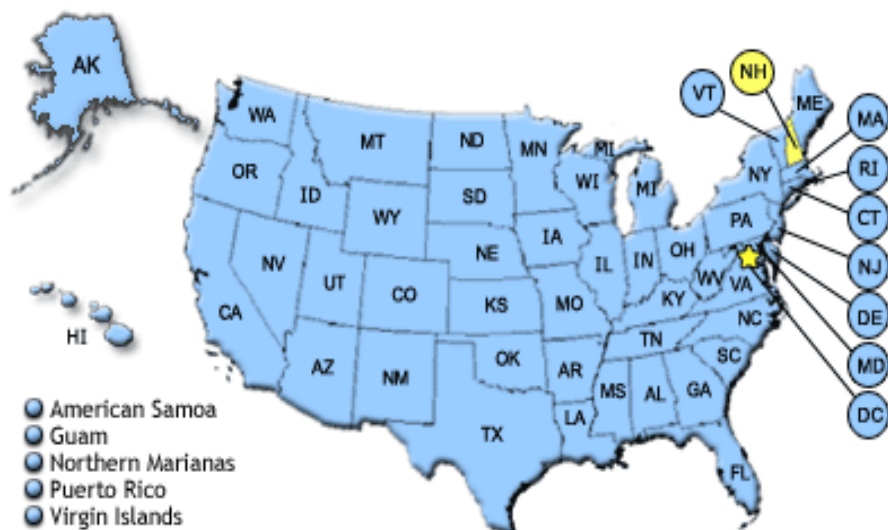 AK
NH
VT
ME
WA
MT
ND
MN
MI
MA
OR
ID
WY
SD
WI
MI
NY
RI
CT
NV
UT
CO
NE
IA
IL
IN
OH
PA
NJ
CA
KS
MO
KY
WV
VA
DE
HI
AZ
NM
OK
AR
TN
NC
MD
TX
LA
MS
AL
GA
SC
DC
FL
American Samoa
Guam
Northern Marianas
Puerto Rico
Virgin Islands